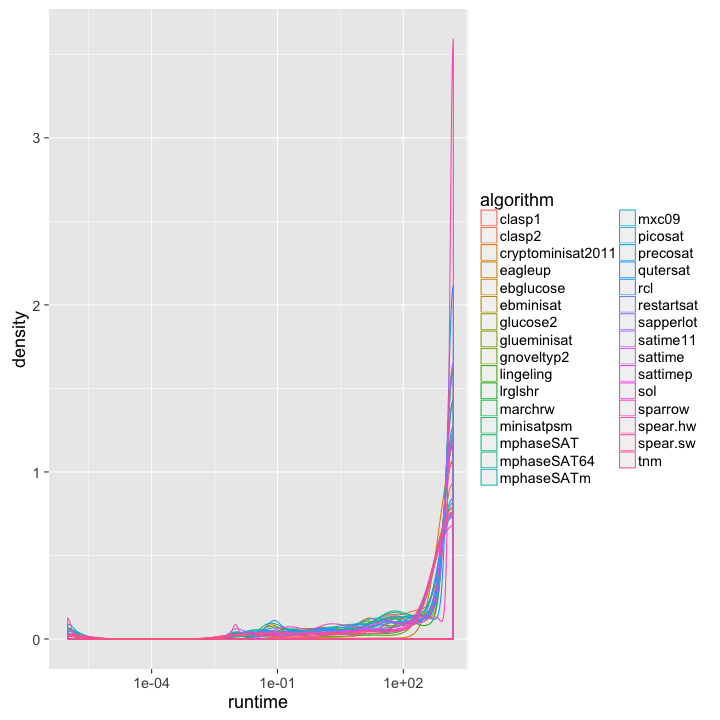 3
2
1
0
density
1e-04
1e-01
1e+02
runtime
algorithm
clasp1
clasp2
cryptominisat2011
eagleup
ebglucose
ebminisat
glucose2
glueminisat
gnoveltyp2
lingeling
lrglshr
marchrw
minisatpsm
mphaseSAT
mphaseSAT64
mphaseSATm
mxc09
picosat
precosat
qutersat
rcl
restartsat
sapperlot
satime11
sattime
sattimep
sol
sparrow
spear.hw
spear.sw
tnm